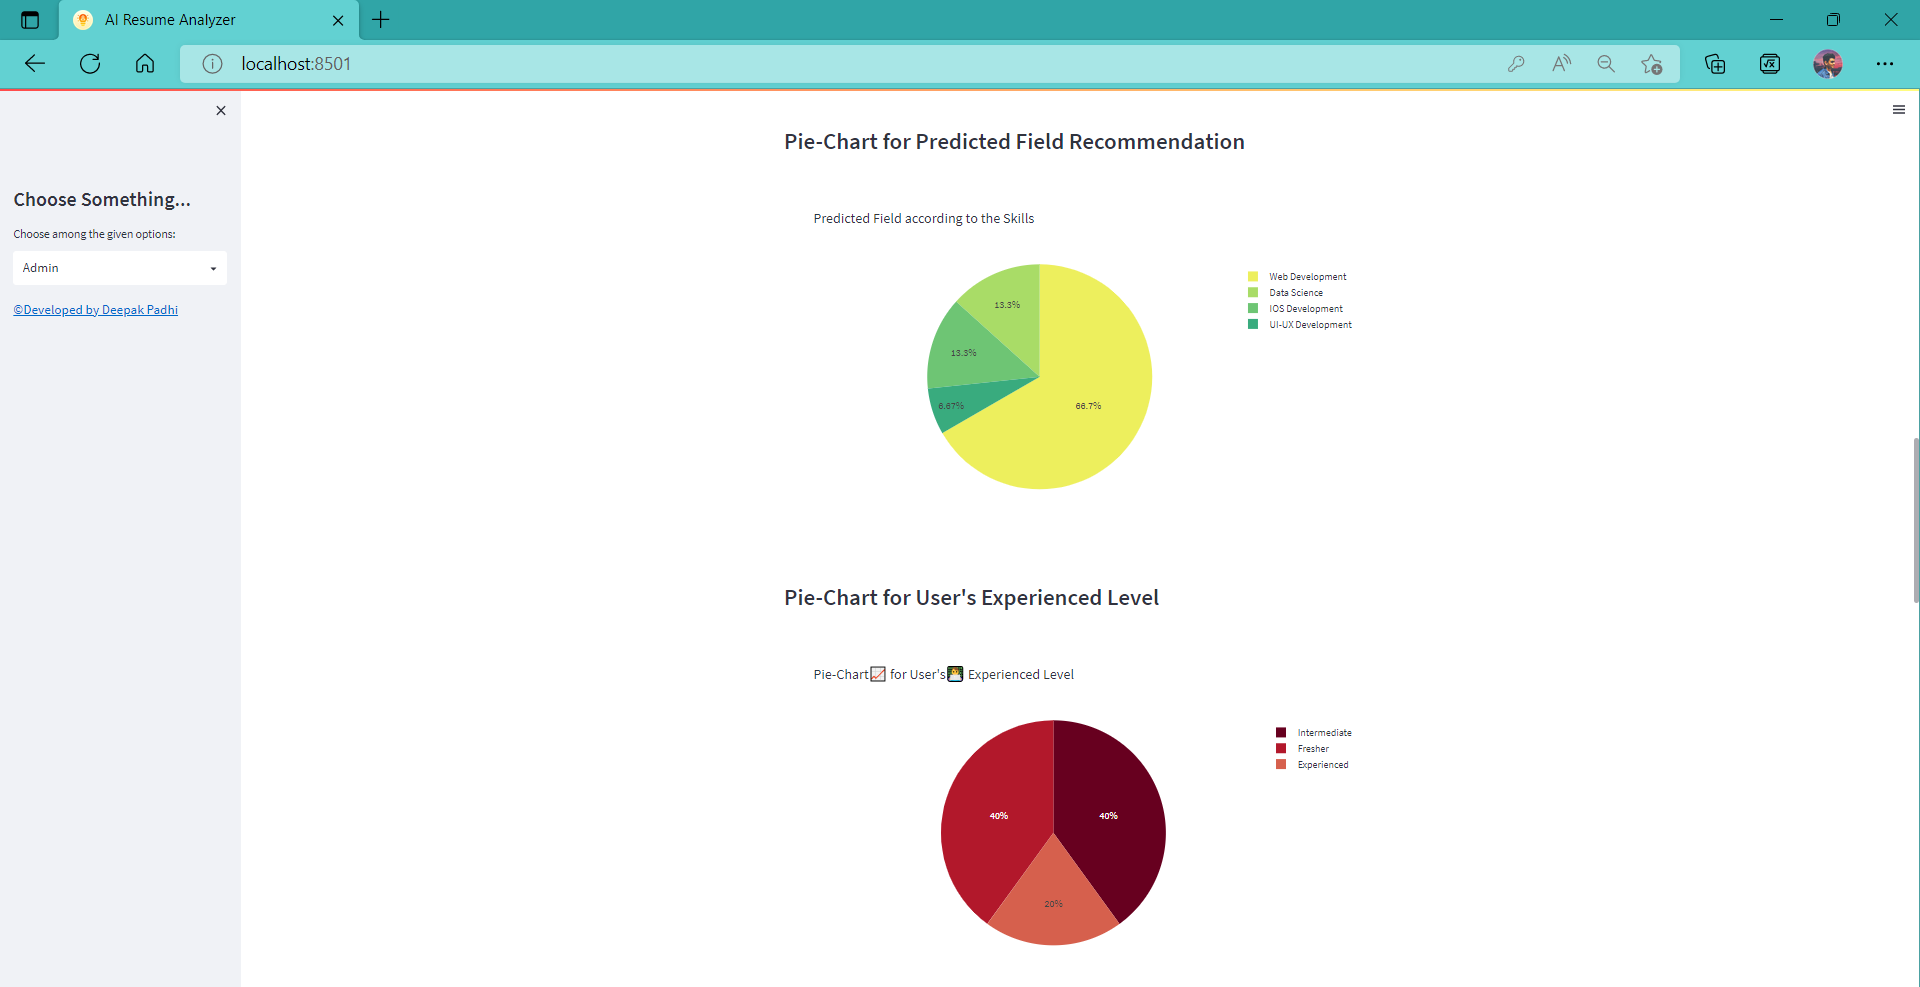 AI Resume Analyzer
localhost:8501
Choose Something...
Choose among the given options:
Admin
©Developed by Deepak Padhi
Pie-Chart for Predicted Field Recommendation
Predicted Field according to the Skills
Web Development
Data Science
IOS Development
UI-UX Development
13.3%
13.3%
6.67%
66.7%
Pie-Chart for User's Experienced Level
Pie-Chart📈 for User's👨‍💻 Experienced Level
Intermediate
Fresher
Experienced
40%
40%
20%